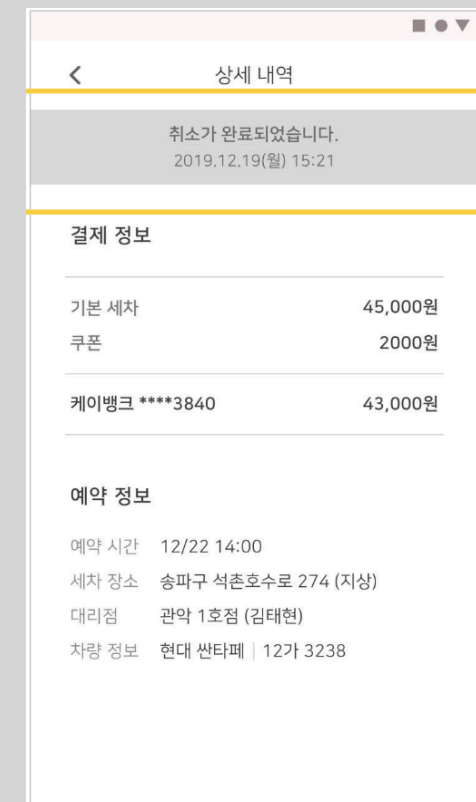 상세 내역
취소가 완료되었습니다.
2019.12.19(월) 15:21
결제 정보
기본 세차 45,000원
쿠폰 2000원
케이뱅크 ****3840 43,000원
예약 정보
예약 시간 12/22 14:00
세차 장소 송파구 석촌호수로 274 (지상)
대리점 관악 1호점 (김태현)
차량 정보 현대 싼타페 | 12가 3238